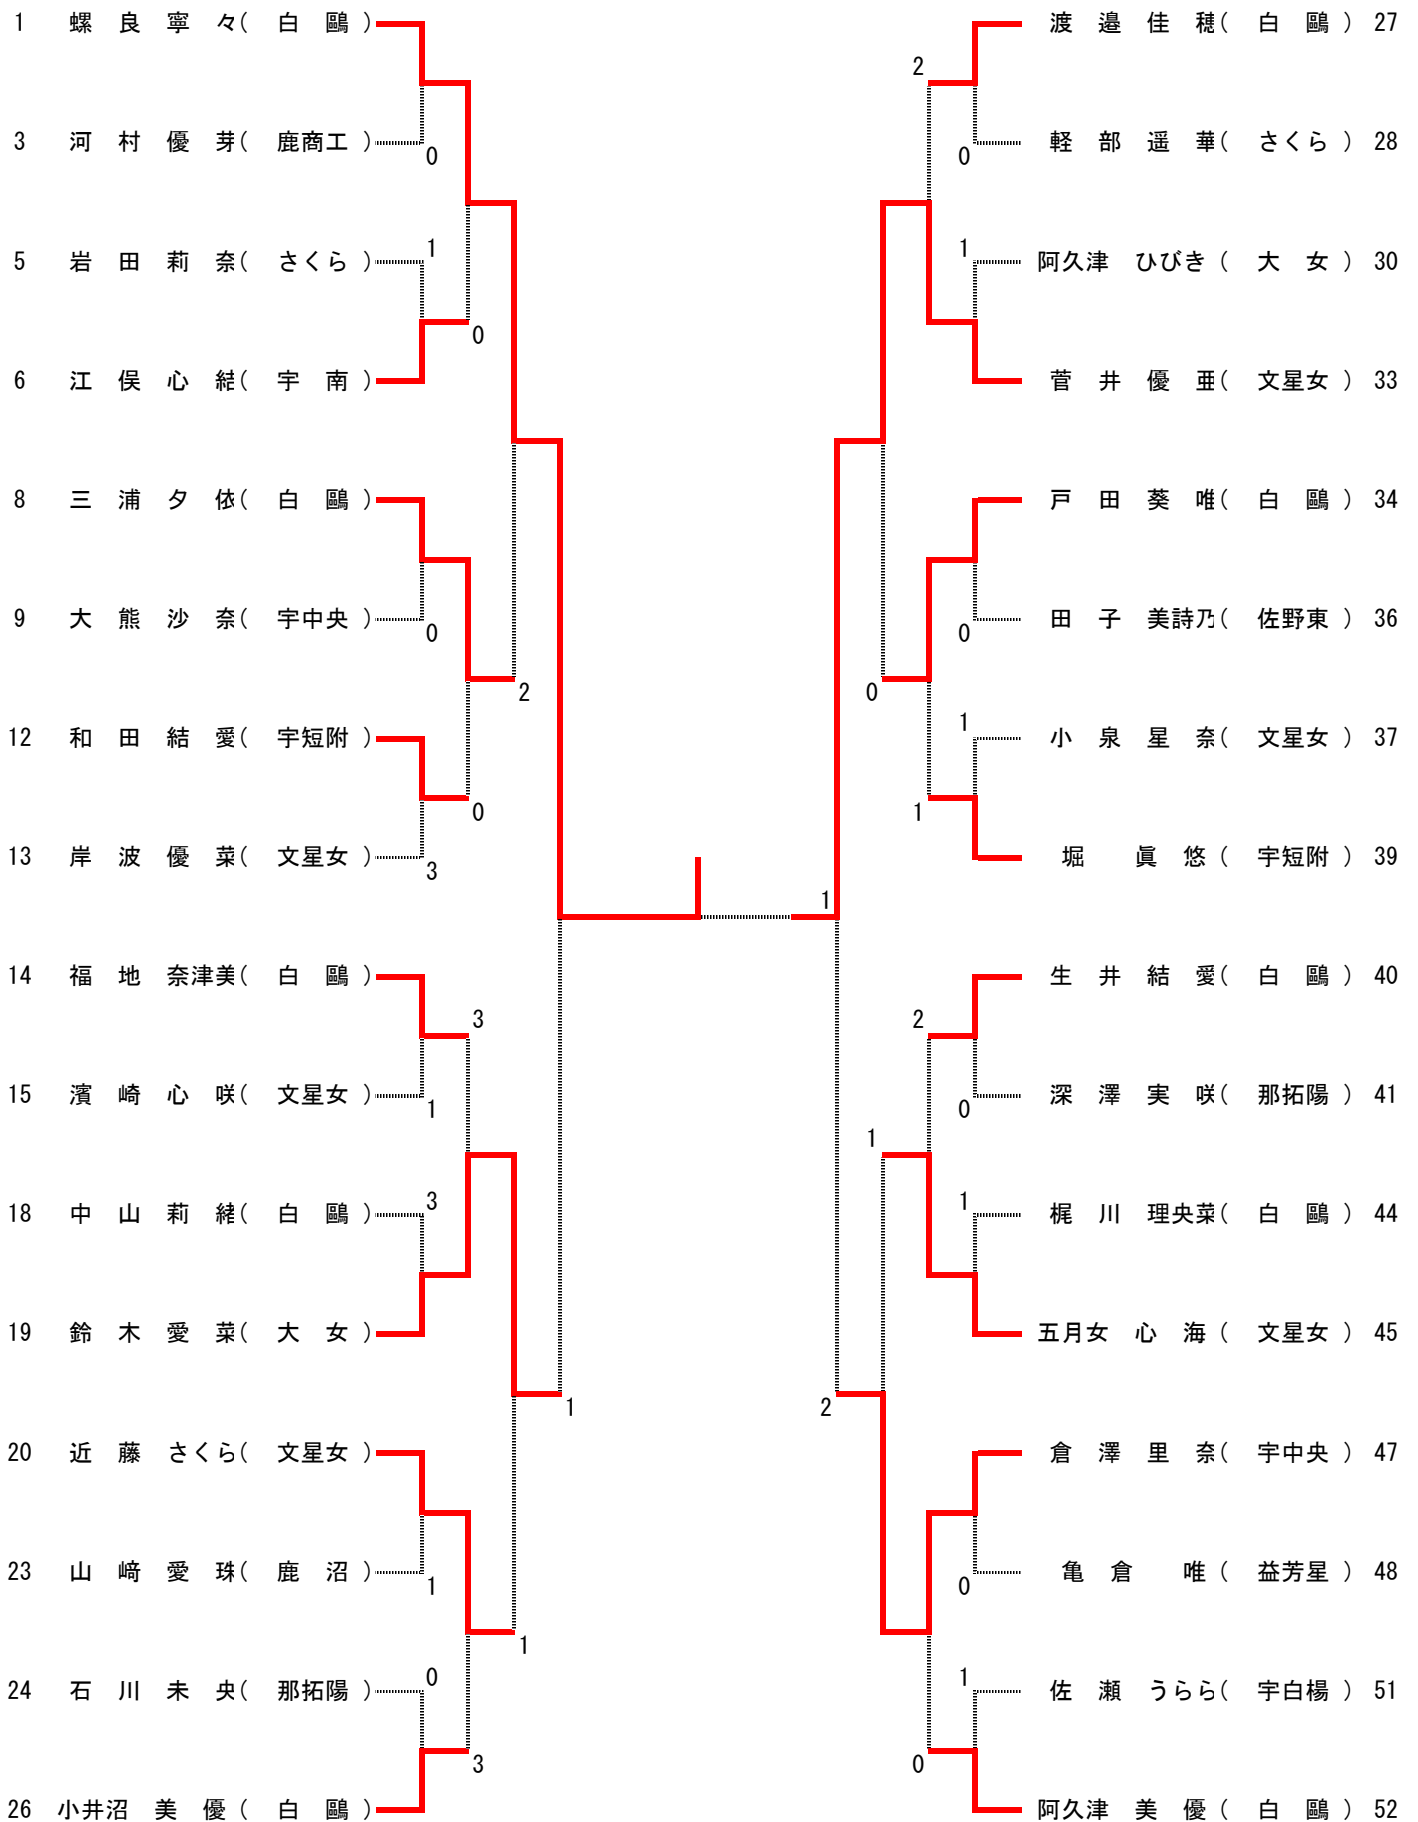 1 螺良寧々(白鷗) 渡邉佳穂(白鷗) 27
2
3 河村優芽(鹿商工) 軽部遥華(さくら) 28
0 0
1 1
5 岩田莉奈(さくら) 阿久津ひびき(大女) 30
0
6 江俣心結(宇南) 菅井優亜(文星女) 33
8 三浦夕依(白鷗) 戸田葵唯(白鷗) 34
9 大熊沙奈(宇中央) 田子美詩乃(佐野東) 36
0 0
2 0
1
12 和田結愛(宇短附) 小泉星奈(文星女) 37
0 1
13 岸波優菜(文星女) 堀眞悠(宇短附) 39
3
1
14 福地奈津美(白鷗) 生井結愛(白鷗) 40
3 2
15 濱崎心咲(文星女) 深澤実咲(那拓陽) 41
1 0
1
3 1
18 中山莉緒(白鷗) 梶川理央菜(白鷗) 44
19 鈴木愛菜(大女) 五月女心海(文星女) 45
1 2
20 近藤さくら(文星女) 倉澤里奈(宇中央) 47
23 山﨑愛珠(鹿沼) 亀倉唯(益芳星) 48
1 0
1
0 1
24 石川未央(那拓陽) 佐瀬うらら(宇白楊) 51
3 0
26 小井沼美優(白鷗) 阿久津美優(白鷗) 52